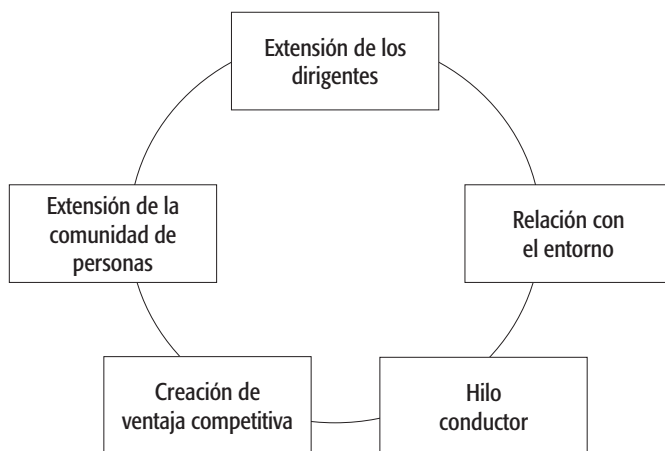 Extensión de los
dirigentes
Extensión de la
comunidad de
personas
Relación con
el entorno
Creación de
ventaja competitiva
Hilo
conductor